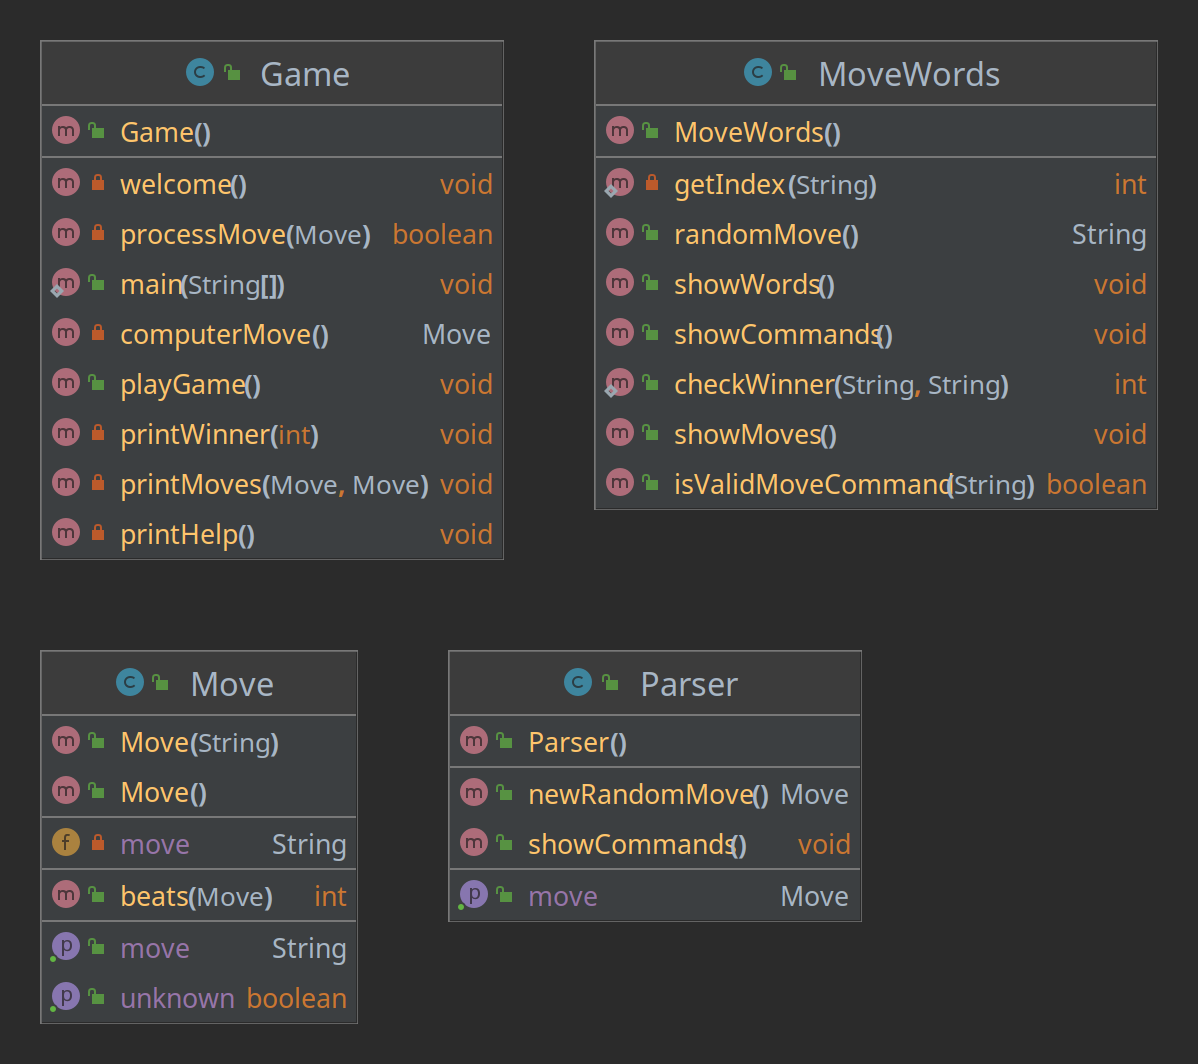 Game
Game()
welcome() void
processMove(Move) boolean
main(String[]) void
computerMove() Move
playGame() void
printWinner(int) void
printMoves(Move, Move) void
printHelp() void
MoveWords
MoveWords()
getIndex(String) int
randomMove() String
showWords() void
showCommands() void
checkWinner(String, String) int
showMoves() void
isValidMoveCommand(String) boolean
Move
Move(String)
Move()
move String
beats(Move) int
move String
unknown boolean
Parser
Parser()
newRandomMove() Move
showCommands() void
move Move